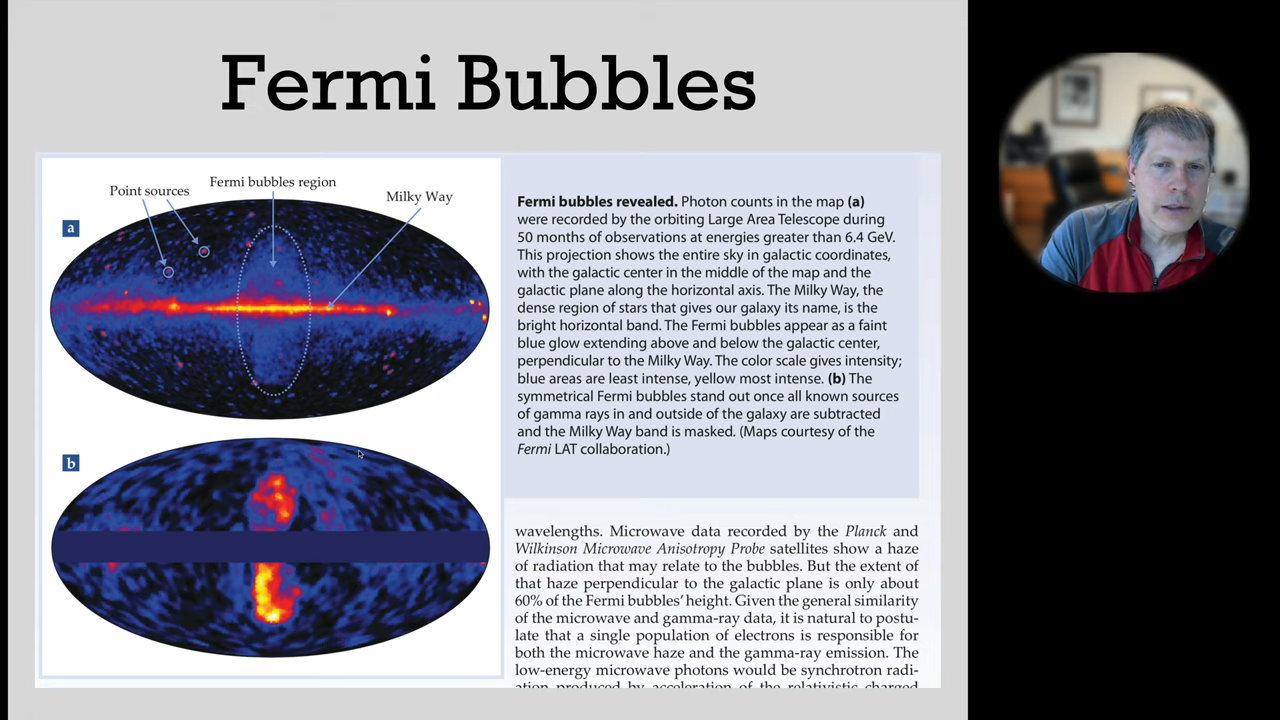 Fermi Bubbles
Point sources
Fermi bubbles region
Milky Way
a
b
Fermi bubbles revealed. Photon counts in the map (a)
were recorded by the orbiting Large Area Telescope during
50 months of observations at energies greater than 6.4 GeV.
This projection shows the entire sky in galactic coordinates,
with the galactic center in the middle of the map and the
galactic plane along the horizontal axis. The Milky Way, the
dense region of stars that gives our galaxy its name, is the
bright horizontal band. The Fermi bubbles appear as a faint
blue glow extending above and below the galactic center,
perpendicular to the Milky Way. The color scale gives intensity;
blue areas are least intense, yellow most intense. (b) The
symmetrical Fermi bubbles stand out once all known sources
of gamma rays in and outside of the galaxy are subtracted
and the Milky Way band is masked. (Maps courtesy of the
Fermi LAT collaboration.)
wavelengths. Microwave data recorded by the Planck and
Wilkinson Microwave Anisotropy Probe satellites show a haze
of radiation that may relate to the bubbles. But the extent of
that haze perpendicular to the galactic plane is only about
60% of the Fermi bubbles' height. Given the general similarity
of the microwave and gamma-ray data, it is natural to postu-
late that a single population of electrons is responsible for
both the microwave haze and the gamma-ray emission. The
low-energy microwave photons would be synchrotron radi-
ation produced by acceleration of the relativistic charged